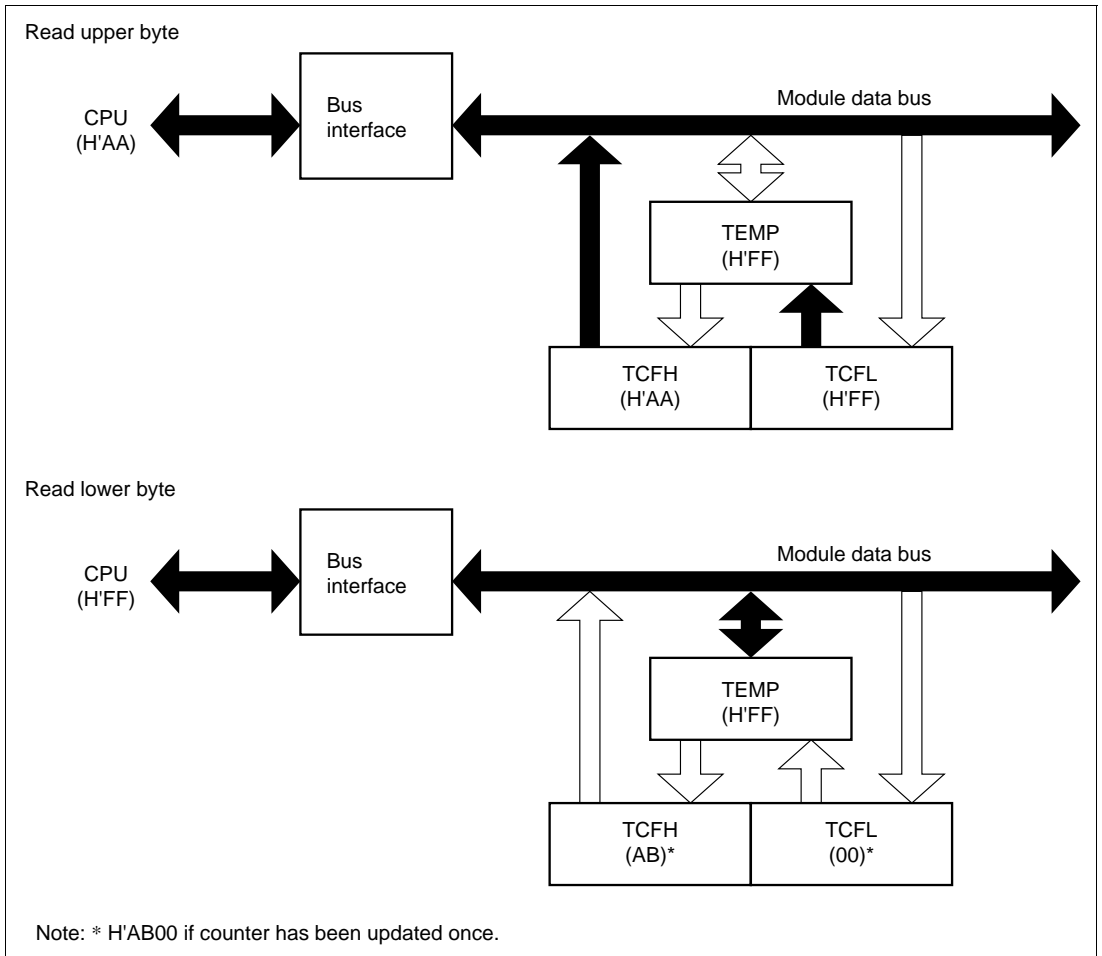 Read upper byte
CPU
(H'AA)
Bus
interface
Module data bus
TEMP
(H'FF)
TCFH
(H'AA)
TCFL
(H'FF)
Read lower byte
CPU
(H'FF)
Bus
interface
Module data bus
TEMP
(H'FF)
TCFH
(AB)*
TCFL
(00)*
Note: * H'AB00 if counter has been updated once.